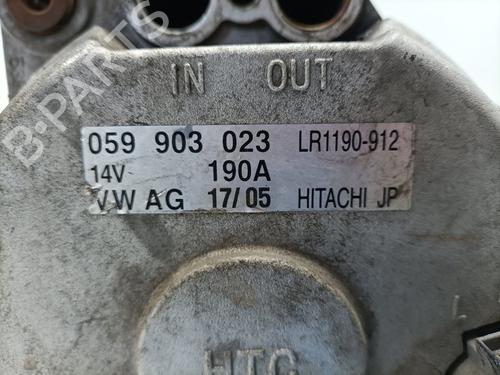 IN OUT
059 903 023 LR1190-912
14V 190A
VW AG 17/05 HITACHI JP
HTC
L
B-PARTS